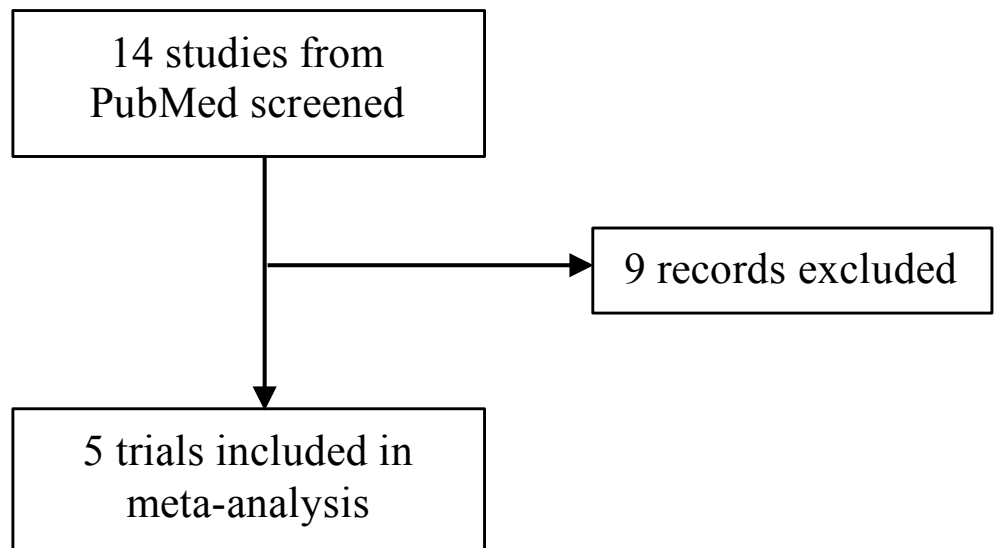 14 studies from
PubMed screened
9 records excluded
5 trials included in
meta-analysis